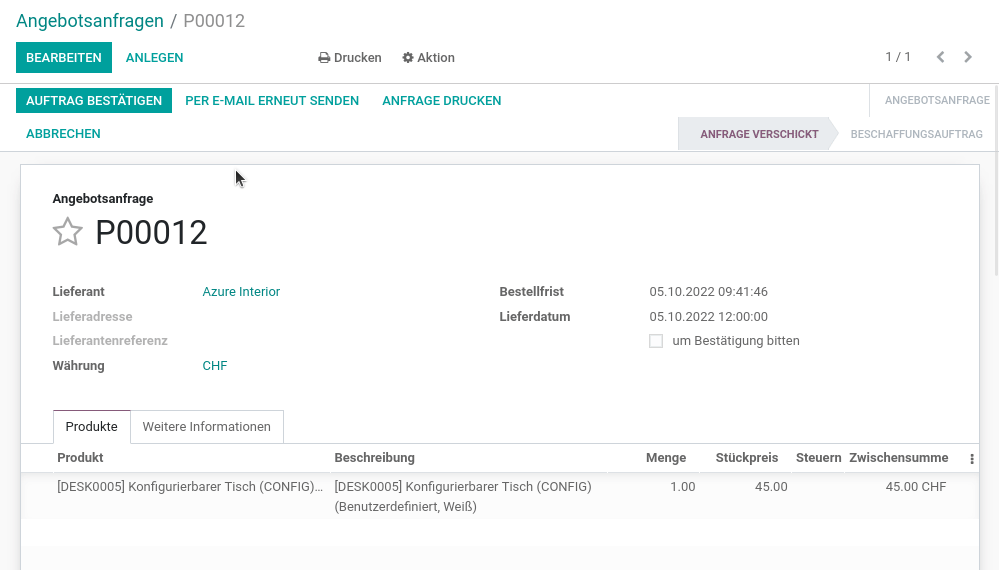 Angebotsanfragen / P00012
BEARBEITEN ANLEGEN Drucken Aktion 1 / 1
AUFTRAG BESTÄTIGEN PER E-MAIL ERNEUT SENDEN ANFRAGE DRUCKEN ANGEBOTSANFRAGE
ABBRECHEN ANFRAGE VERSCHICKT BESCHAFFUNGSAUFTRAG
Angebotsanfrage
P00012
Lieferant Azure Interior Bestellfrist 05.10.2022 09:41:46
Lieferadresse Lieferdatum 05.10.2022 12:00:00
Lieferantenreferenz um Bestätigung bitten
Währung CHF
Produkte Weitere Informationen
Produkt Beschreibung Menge Stückpreis Steuern Zwischensumme
[DESK0005] Konfigurierbarer Tisch (CONFIG)... [DESK0005] Konfigurierbarer Tisch (CONFIG) 1.00 45.00 45.00 CHF
(Benutzerdefiniert, Weiß)